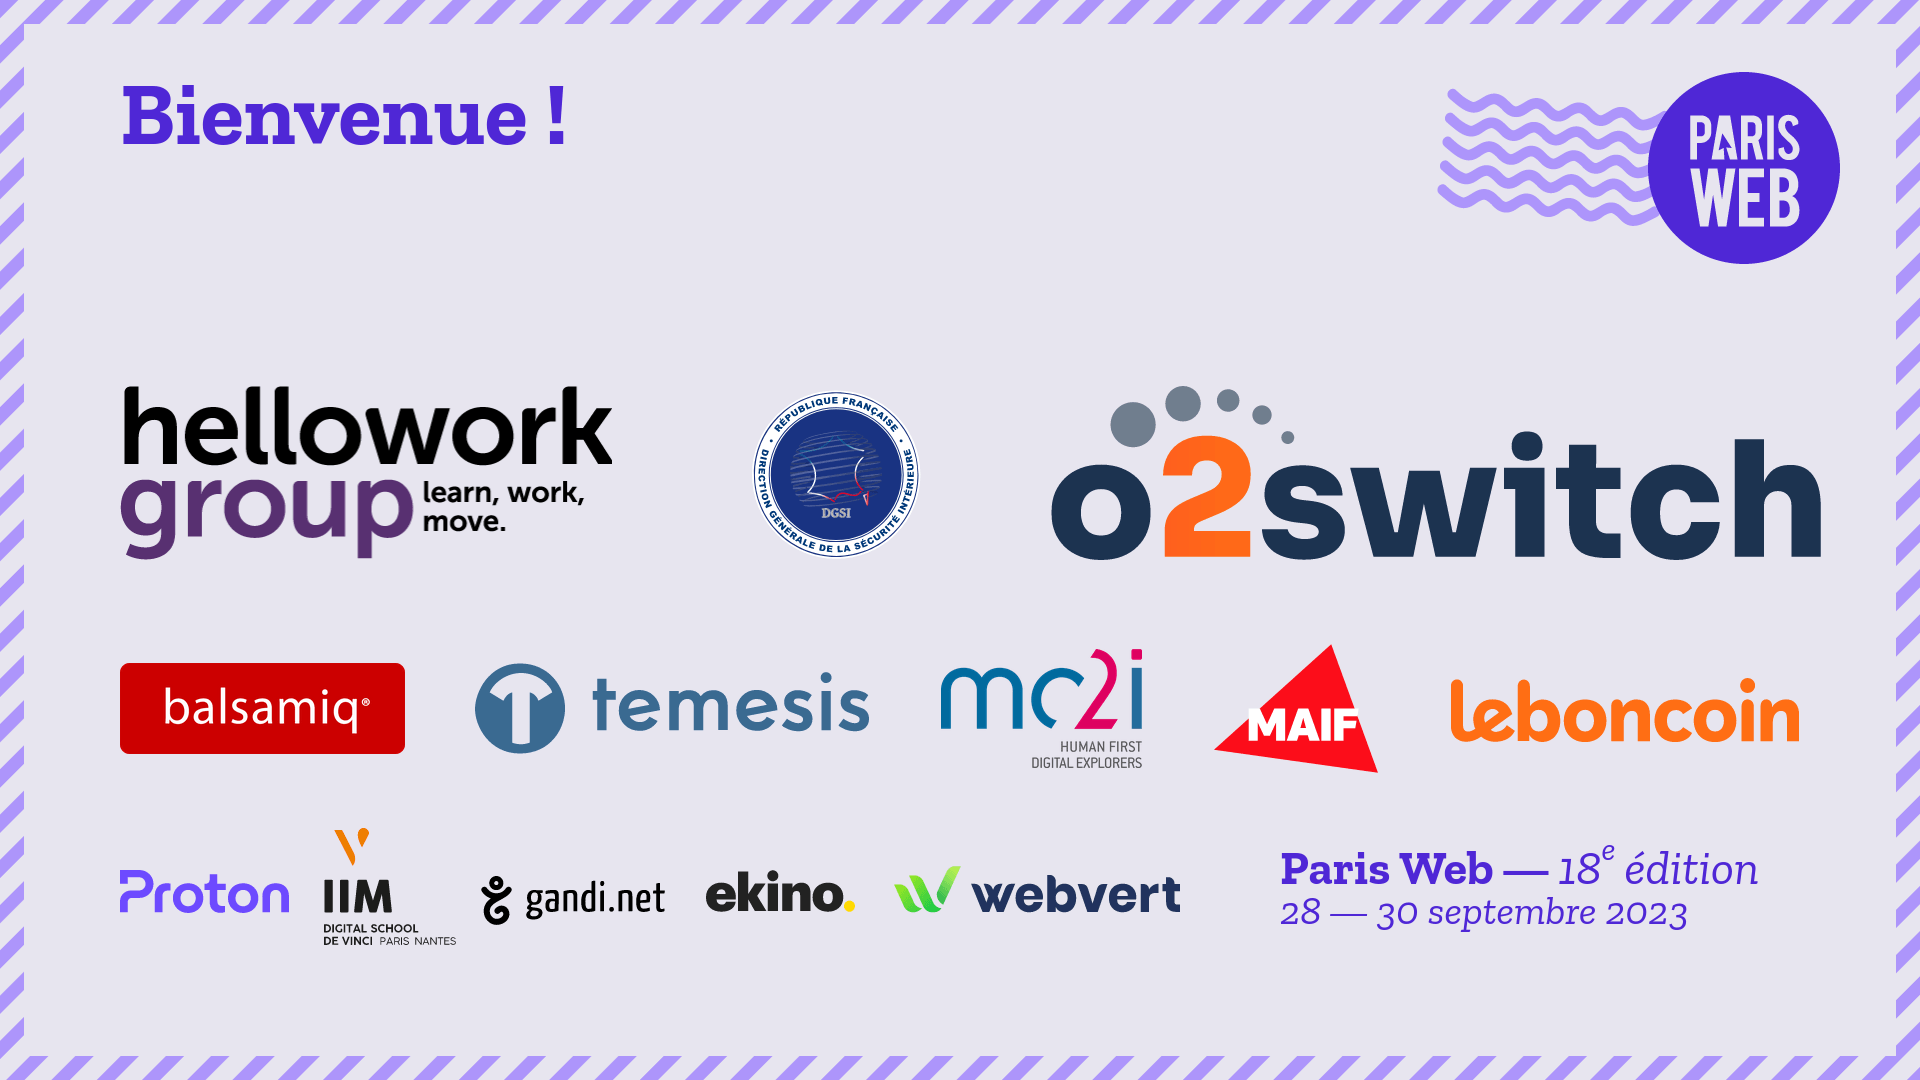 Bienvenue !
PARIS
WEB
hellowork
group learn, work,
move.
RÉPUBLIQUE FRANÇAISE
DIRECTION GÉNÉRALE DE LA SÉCURITÉ INTÉRIEURE
DGSI
o2switch
balsamiq®
temesis
mc2i
HUMAN FIRST
DIGITAL EXPLORERS
MAIF
leboncoin
Proton
IIM
DIGITAL SCHOOL
DE VINCI PARIS NANTES
gandi.net
ekino.
webvert
Paris Web — 18e édition
28 — 30 septembre 2023